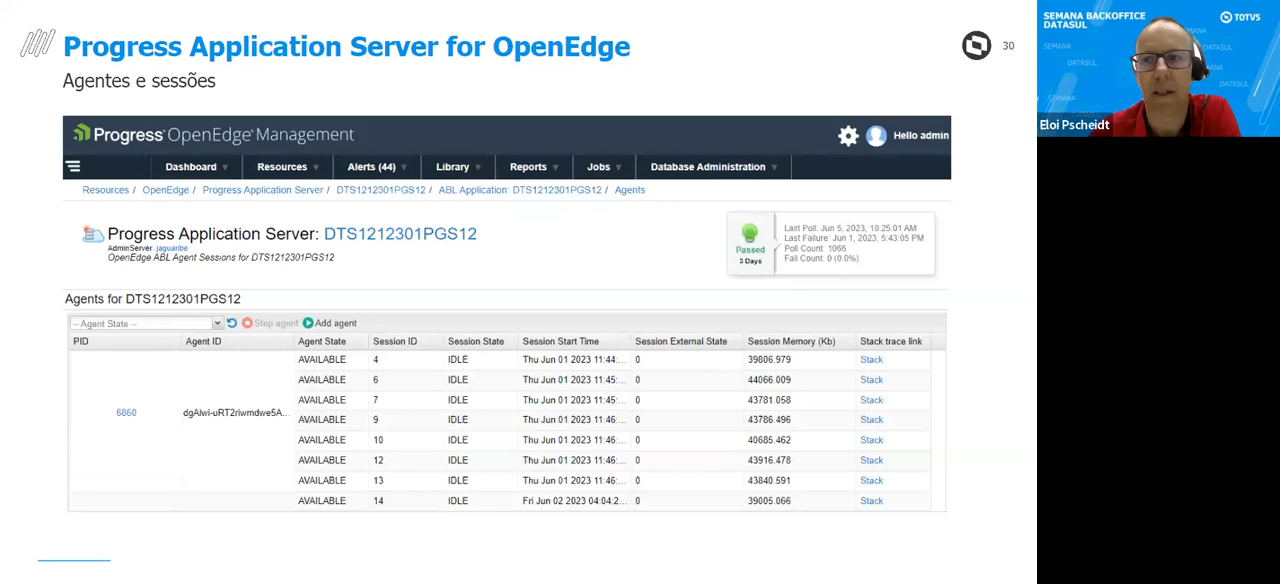 Progress Application Server for OpenEdge
Agentes e sessões
30
SEMANA BACKOFFICE
DATASUL
TOTVS
SEMANA
DATASUL
DATASUL
DATASUL
SEMANA
Eloi Pscheidt
Progress OpenEdge Management
Hello admin
Dashboard Resources Alerts (44) Library Reports Jobs Database Administration
Resources / OpenEdge / Progress Application Server / DTS1212301PGS12 / ABL Application: DTS1212301PGS12 / Agents
Progress Application Server: DTS1212301PGS12
AdminServer: jaguaribe
OpenEdge ABL Agent Sessions for DTS1212301PGS12
Passed
3 Days
Last Poll: Jun 5, 2023, 10:25:01 AM
Last Failure: Jun 1, 2023, 5:43:05 PM
Poll Count: 1066
Fail Count: 0 (0.0%)
Agents for DTS1212301PGS12
-- Agent State -- Stop agent Add agent
PID Agent ID Agent State Session ID Session State Session Start Time Session External State Session Memory (Kb) Stack trace link
AVAILABLE 4 IDLE Thu Jun 01 2023 11:44:... 0 39806.979 Stack
AVAILABLE 6 IDLE Thu Jun 01 2023 11:45:... 0 44066.009 Stack
AVAILABLE 7 IDLE Thu Jun 01 2023 11:45:... 0 43781.058 Stack
6860 dgAlwi-uRT2riwmdwe5A...
AVAILABLE 9 IDLE Thu Jun 01 2023 11:46:... 0 43786.496 Stack
AVAILABLE 10 IDLE Thu Jun 01 2023 11:46:... 0 40685.462 Stack
AVAILABLE 12 IDLE Thu Jun 01 2023 11:46:... 0 43916.478 Stack
AVAILABLE 13 IDLE Thu Jun 01 2023 11:46:... 0 43840.591 Stack
AVAILABLE 14 IDLE Fri Jun 02 2023 04:04:2... 0 39005.066 Stack